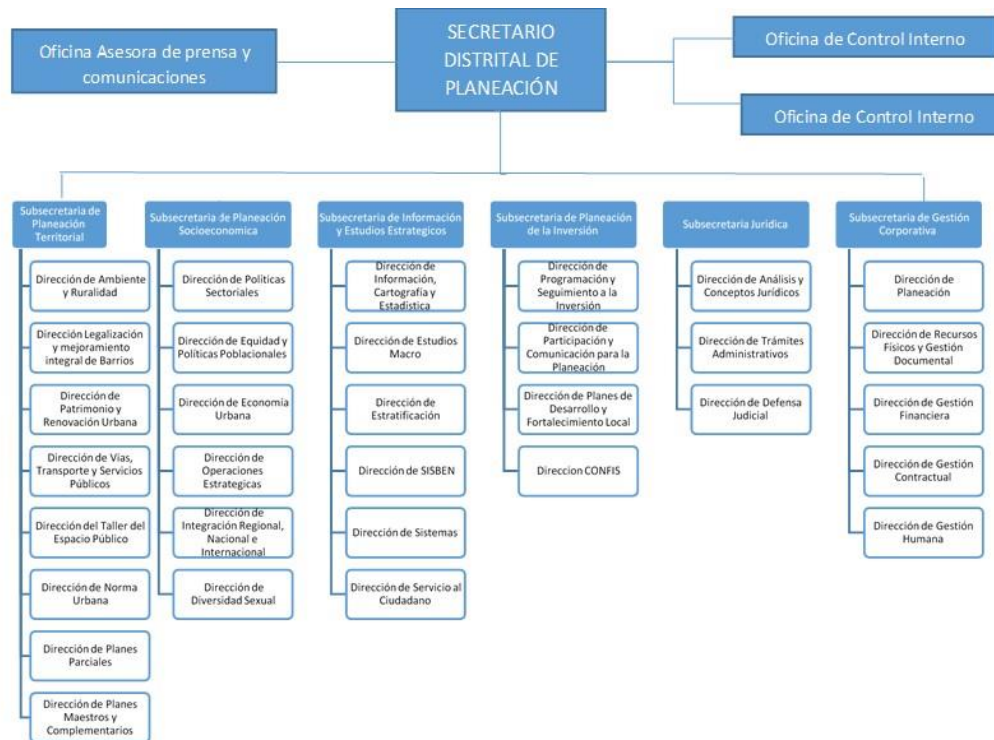 Oficina Asesora de prensa y
comunicaciones
SECRETARIO
DISTRITAL DE
PLANEACIÓN
Oficina de Control Interno
Oficina de Control Interno
Subsecretaria de
Planeación
Territorial
Dirección de Ambiente
y Ruralidad
Dirección Legalización
y mejoramiento
integral de Barrios
Dirección de
Patrimonio y
Renovación Urbana
Dirección de Vías,
Transporte y Servicios
Públicos
Dirección del Taller del
Espacio Público
Dirección de Norma
Urbana
Dirección de Planes
Parciales
Dirección de Planes
Maestros y
Complementarios
Subsecretaria de Planeación
Socioeconomica
Dirección de Políticas
Sectoriales
Dirección de Equidad y
Políticas Poblacionales
Dirección de Economía
Urbana
Dirección de
Operaciones
Estrategicas
Dirección de
Integración Regional,
Nacional e
Internacional
Dirección de
Diversidad Sexual
Subsecretaria de Información
y Estudios Estrategicos
Dirección de
Información,
Cartografía y
Estadística
Dirección de Estudios
Macro
Dirección de
Estratificación
Dirección de SISBEN
Dirección de Sistemas
Dirección de Servicio al
Ciudadano
Subsecretaria de Planeación
de la Inversión
Dirección de
Programación y
Seguimiento a la
Inversión
Dirección de
Participación y
Comunicación para la
Planeación
Dirección de Planes de
Desarrollo y
Fortalecimiento Local
Direccion CONFIS
Subsecretaria Juridica
Dirección de Análisis y
Conceptos Jurídicos
Dirección de Trámites
Administrativos
Dirección de Defensa
Judicial
Subsecretaria de Gestión
Corporativa
Dirección de
Planeación
Dirección de Recursos
Físicos y Gestión
Documental
Dirección de Gestión
Financiera
Dirección de Gestión
Contractual
Dirección de Gestión
Humana